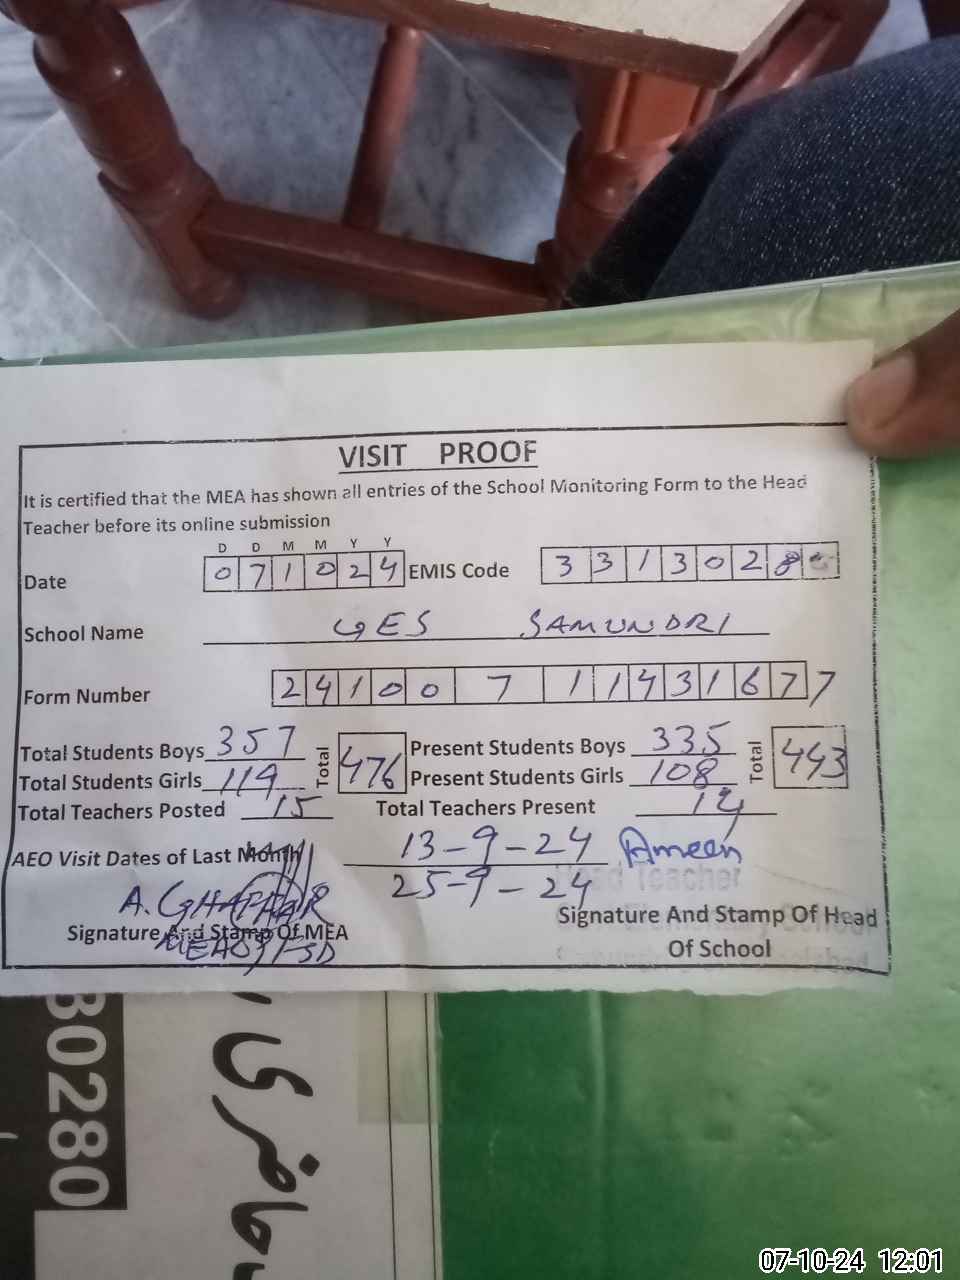 VISIT PROOF
It is certified that the MEA has shown all entries of the School Monitoring Form to the Head
Teacher before its online submission
D D M M Y Y
Date 0 7 1 0 2 4 EMIS Code 3 3 1 3 0 2 8
School Name GES SAMUNDRI
Form Number 2 4 1 0 0 7 1 1 4 3 1 6 7 7
Total Students Boys 357 Total 476 Present Students Boys 335 Total 443
Total Students Girls 119 Present Students Girls 108
Total Teachers Posted 15 Total Teachers Present 14
AEO Visit Dates of Last Month 13-9-24 Ameen
25-9-24
Head Teacher
A. GHAFFAR
Signature And Stamp Of MEA
Signature And Stamp Of Head
Of School
30280
حاضری
07-10-24 12:01